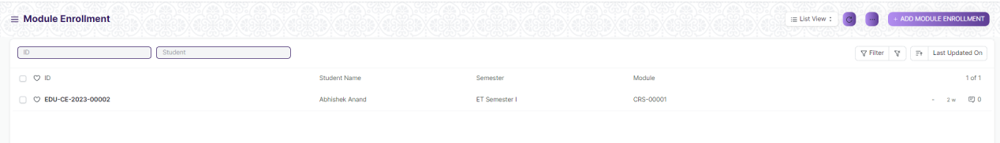 Module Enrollment
List View
+ ADD MODULE ENROLLMENT
ID
Student
Filter
Last Updated On
ID Student Name Semester Module 1 of 1
EDU-CE-2023-00002 Abhishek Anand ET Semester I CRS-00001 - 2 w 0